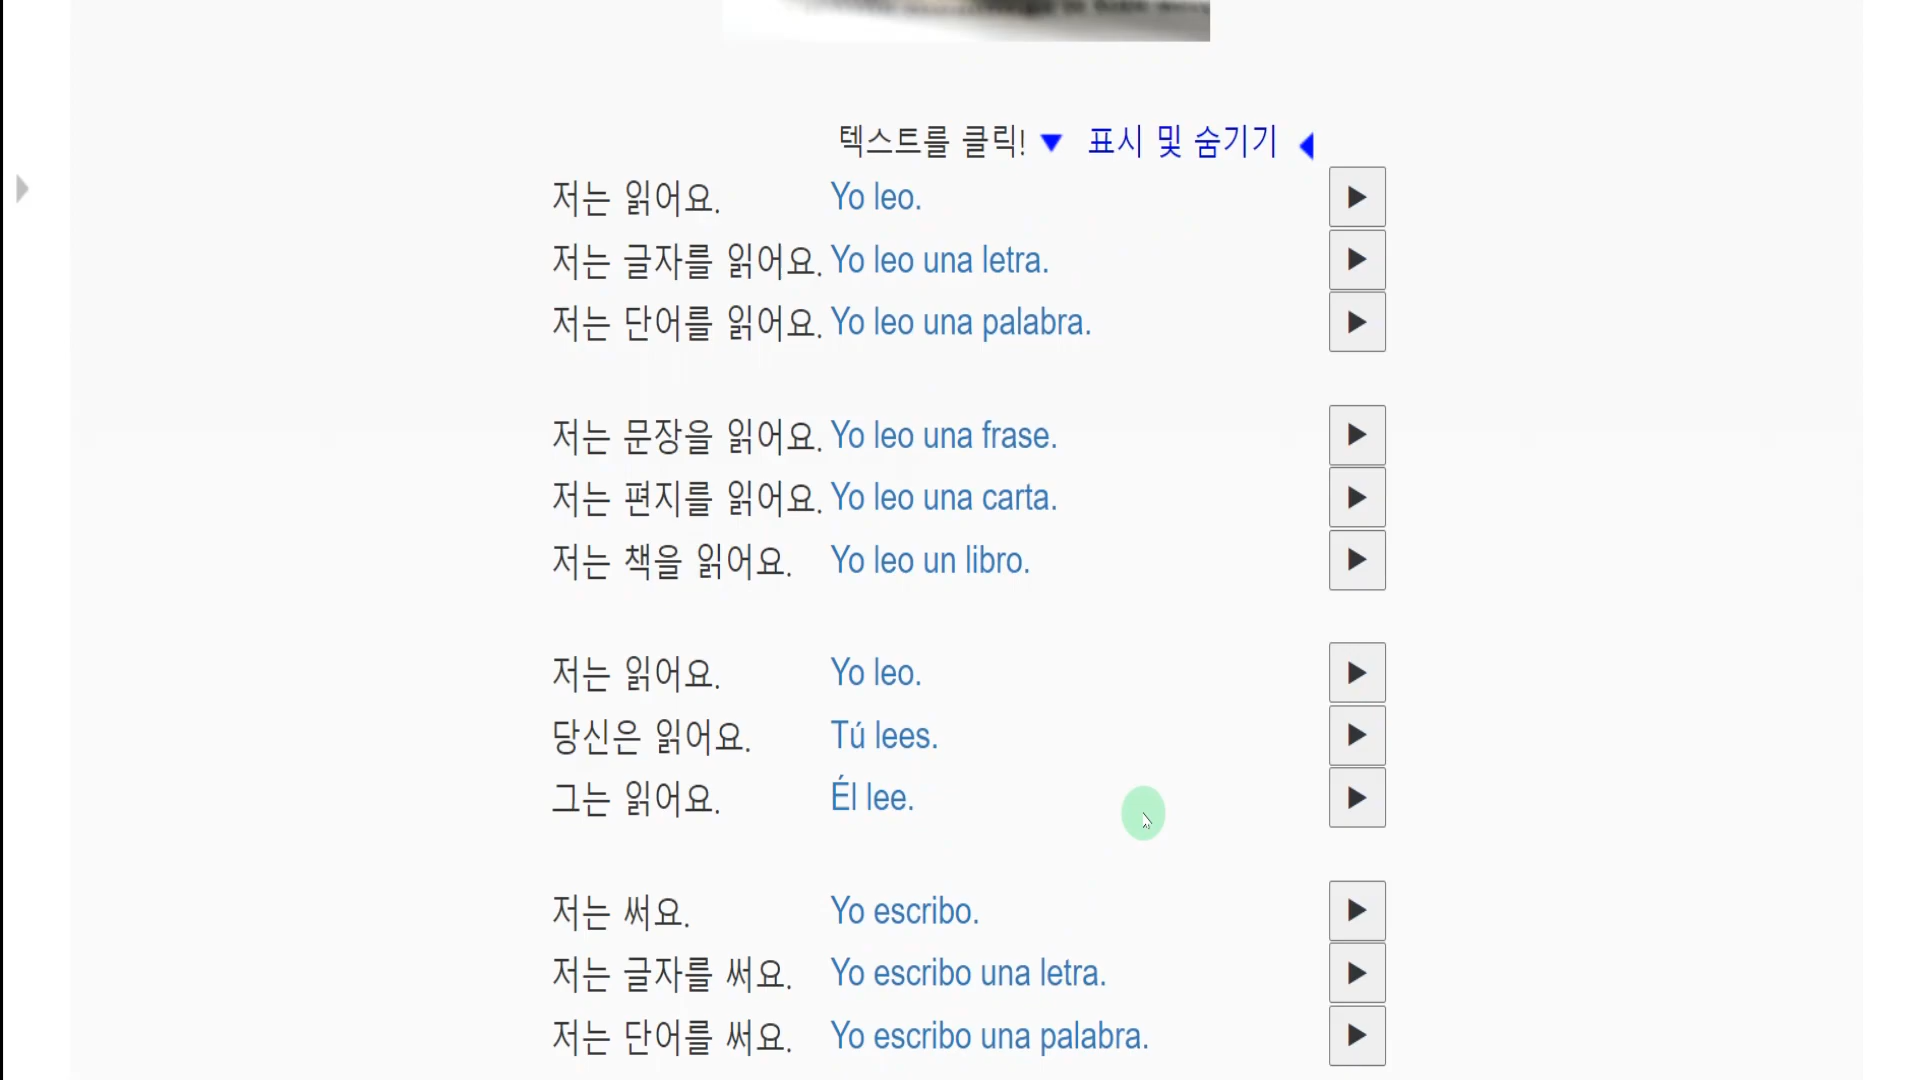 텍스트를 클릭! ▼ 표시 및 숨기기 ◀
저는 읽어요. Yo leo. ▶
저는 글자를 읽어요. Yo leo una letra. ▶
저는 단어를 읽어요. Yo leo una palabra. ▶
저는 문장을 읽어요. Yo leo una frase. ▶
저는 편지를 읽어요. Yo leo una carta. ▶
저는 책을 읽어요. Yo leo un libro. ▶
저는 읽어요. Yo leo. ▶
당신은 읽어요. Tú lees. ▶
그는 읽어요. Él lee. ▶
저는 써요. Yo escribo. ▶
저는 글자를 써요. Yo escribo una letra. ▶
저는 단어를 써요. Yo escribo una palabra. ▶